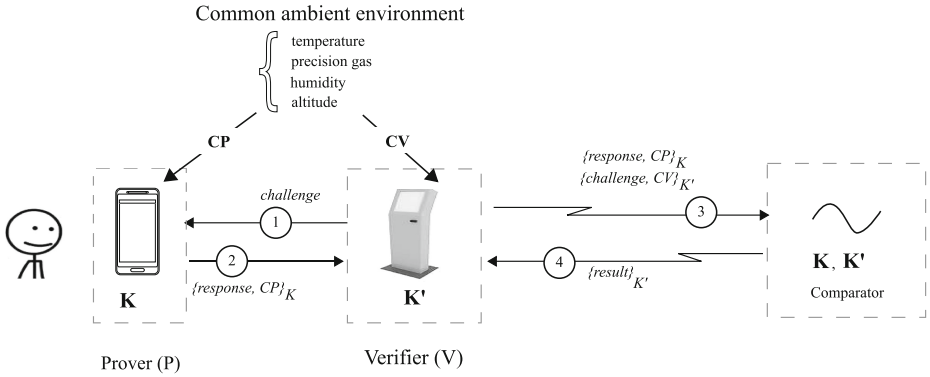 Common ambient environment
temperature
precision gas
humidity
altitude
CP
CV
challenge
1
2
{response, CP}K
K
Prover (P)
K'
Verifier (V)
{response, CP}K
{challenge, CV}K'
3
4
{result}K'
K, K'
Comparator